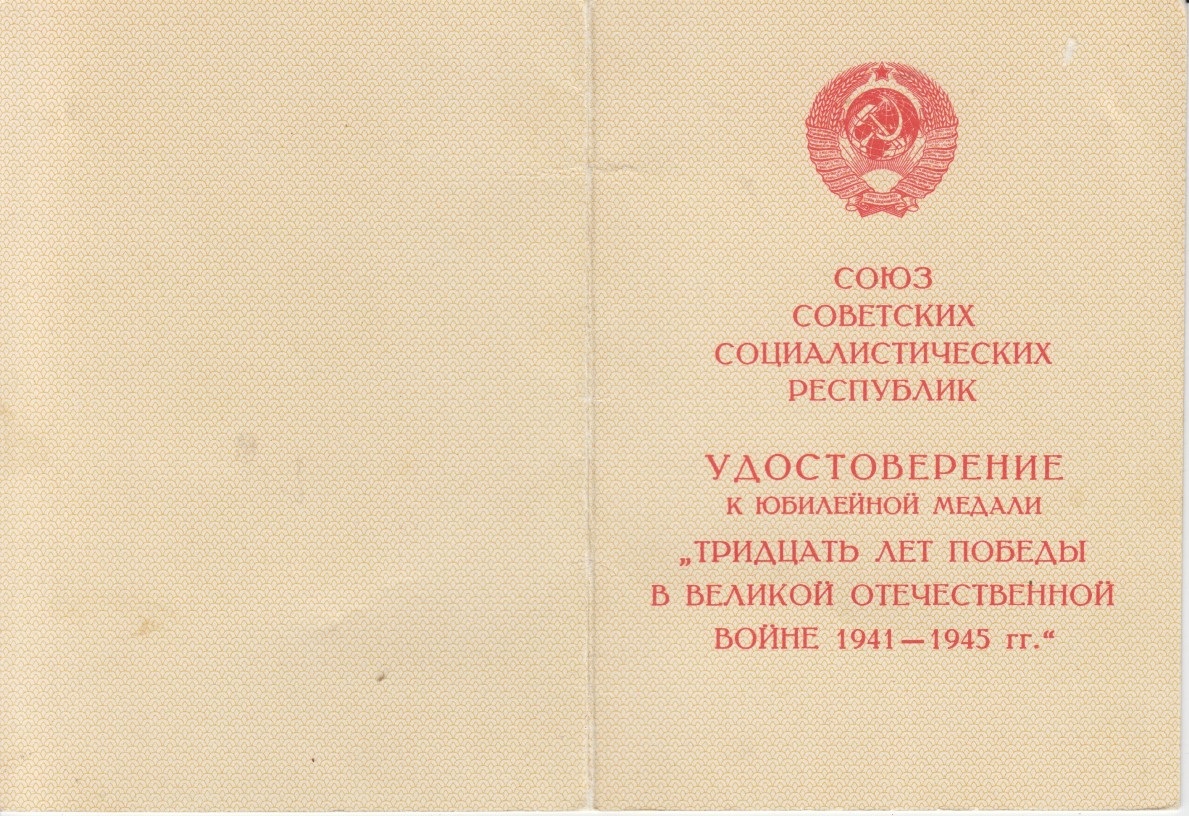 СОЮЗ
СОВЕТСКИХ
СОЦИАЛИСТИЧЕСКИХ
РЕСПУБЛИК
УДОСТОВЕРЕНИЕ
К ЮБИЛЕЙНОЙ МЕДАЛИ
„ТРИДЦАТЬ ЛЕТ ПОБЕДЫ
В ВЕЛИКОЙ ОТЕЧЕСТВЕННОЙ
ВОЙНЕ 1941—1945 гг.“